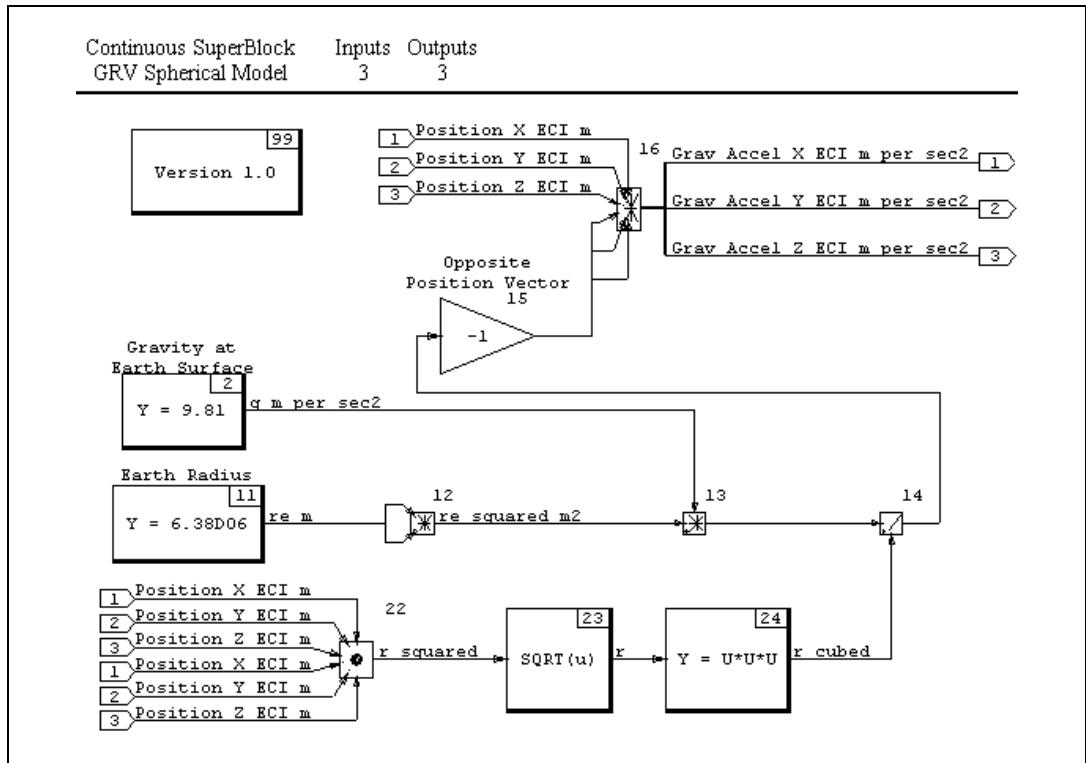 Continuous SuperBlock Inputs Outputs
GRV Spherical Model 3 3
99
Version 1.0
1 Position X ECI m
2 Position Y ECI m
3 Position Z ECI m
16
Grav Accel X ECI m per sec2 1
Grav Accel Y ECI m per sec2 2
Grav Accel Z ECI m per sec2 3
Opposite
Position Vector
15
-1
Gravity at
Earth Surface
2
Y = 9.81
g m per sec2
Earth Radius
11
Y = 6.38D06
re m
12
re squared m2
13
14
1 Position X ECI m
2 Position Y ECI m
3 Position Z ECI m
1 Position X ECI m
2 Position Y ECI m
3 Position Z ECI m
22
r squared
23
SQRT(u)
r
24
Y = U*U*U
r cubed